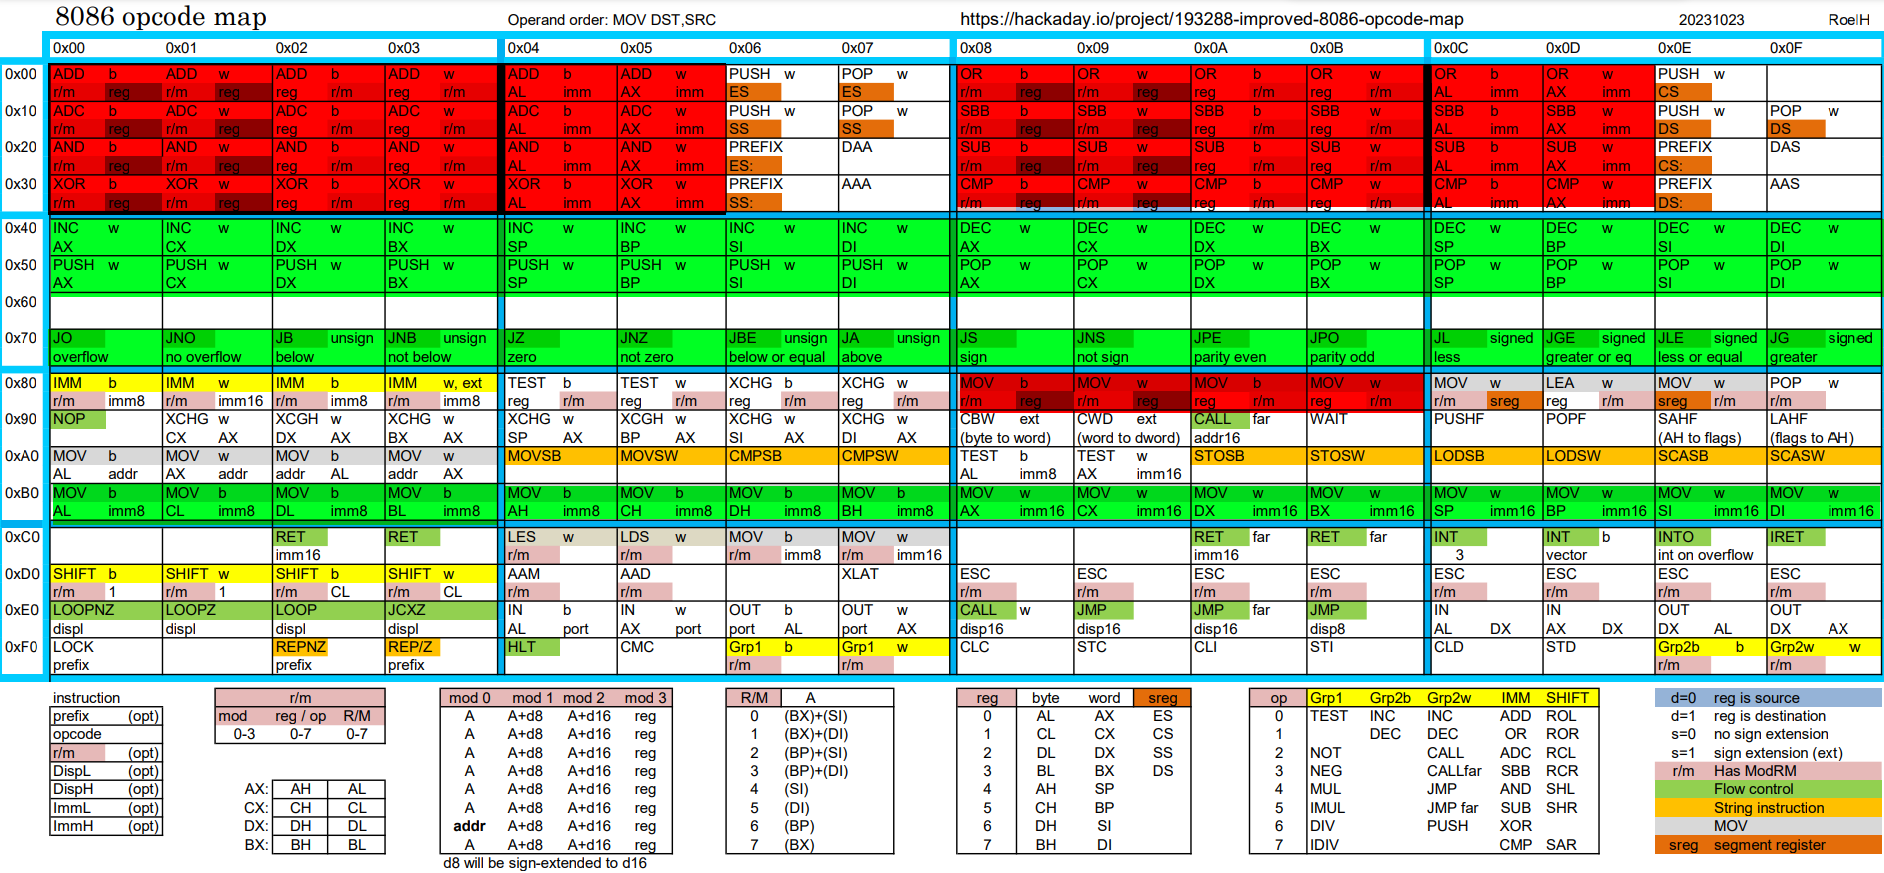 8086 opcode map Operand order: MOV DST,SRC https://hackaday.io/project/193288-improved-8086-opcode-map 20231023 RoelH
0x00 0x01 0x02 0x03 0x04 0x05 0x06 0x07 0x08 0x09 0x0A 0x0B 0x0C 0x0D 0x0E 0x0F
0x00 ADD b ADD w ADD b ADD w ADD b ADD w PUSH w POP w OR b OR w OR b OR w OR b OR w PUSH w
r/m reg r/m reg reg r/m reg r/m AL imm AX imm ES ES r/m reg r/m reg reg r/m reg r/m AL imm AX imm CS
0x10 ADC b ADC w ADC b ADC w ADC b ADC w PUSH w POP w SBB b SBB w SBB b SBB w SBB b SBB w PUSH w POP w
r/m reg r/m reg reg r/m reg r/m AL imm AX imm SS SS r/m reg r/m reg reg r/m reg r/m AL imm AX imm DS DS
0x20 AND b AND w AND b AND w AND b AND w PREFIX DAA SUB b SUB w SUB b SUB w SUB b SUB w PREFIX DAS
r/m reg r/m reg reg r/m reg r/m AL imm AX imm ES: r/m reg r/m reg reg r/m reg r/m AL imm AX imm CS:
0x30 XOR b XOR w XOR b XOR w XOR b XOR w PREFIX AAA CMP b CMP w CMP b CMP w CMP b CMP w PREFIX AAS
r/m reg r/m reg reg r/m reg r/m AL imm AX imm SS: r/m reg r/m reg reg r/m reg r/m AL imm AX imm DS:
0x40 INC w INC w INC w INC w INC w INC w INC w INC w DEC w DEC w DEC w DEC w DEC w DEC w DEC w DEC w
AX CX DX BX SP BP SI DI AX CX DX BX SP BP SI DI
0x50 PUSH w PUSH w PUSH w PUSH w PUSH w PUSH w PUSH w PUSH w POP w POP w POP w POP w POP w POP w POP w POP w
AX CX DX BX SP BP SI DI AX CX DX BX SP BP SI DI
0x60
0x70 JO JNO JB unsign JNB unsign JZ JNZ JBE unsign JA unsign JS JNS JPE JPO JL signed JGE signed JLE signed JG signed
overflow no overflow below not below zero not zero below or equal above sign not sign parity even parity odd less greater or eq less or equal greater
0x80 IMM b IMM w IMM b IMM w, ext TEST b TEST w XCHG b XCHG w MOV b MOV w MOV b MOV w MOV w LEA w MOV w POP w
r/m imm8 r/m imm16 r/m imm8 r/m imm8 reg r/m reg r/m reg r/m reg r/m r/m reg r/m reg reg r/m reg r/m r/m sreg reg r/m sreg r/m r/m
0x90 NOP XCHG w XCGH w XCHG w XCHG w XCGH w XCHG w XCHG w CBW ext CWD ext CALL far WAIT PUSHF POPF SAHF LAHF
CX AX DX AX BX AX SP AX BP AX SI AX DI AX (byte to word) (word to dword) addr16 (AH to flags) (flags to AH)
0xA0 MOV b MOV w MOV b MOV w MOVSB MOVSW CMPSB CMPSW TEST b TEST w STOSB STOSW LODSB LODSW SCASB SCASW
AL addr AX addr addr AL addr AX AL imm8 AX imm16
0xB0 MOV b MOV b MOV b MOV b MOV b MOV b MOV b MOV b MOV w MOV w MOV w MOV w MOV w MOV w MOV w MOV w
AL imm8 CL imm8 DL imm8 BL imm8 AH imm8 CH imm8 DH imm8 BH imm8 AX imm16 CX imm16 DX imm16 BX imm16 SP imm16 BP imm16 SI imm16 DI imm16
0xC0 RET RET LES w LDS w MOV b MOV w RET far RET far INT INT b INTO IRET
imm16 r/m r/m r/m imm8 r/m imm16 imm16 3 vector int on overflow
0xD0 SHIFT b SHIFT w SHIFT b SHIFT w AAM AAD XLAT ESC ESC ESC ESC ESC ESC ESC ESC
r/m 1 r/m 1 r/m CL r/m CL r/m r/m r/m r/m r/m r/m r/m r/m
0xE0 LOOPNZ LOOPZ LOOP JCXZ IN b IN w OUT b OUT w CALL w JMP JMP far JMP IN IN OUT OUT
displ displ displ displ AL port AX port port AL port AX disp16 disp16 disp16 disp8 AL DX AX DX DX AL DX AX
0xF0 LOCK REPNZ REP/Z HLT CMC Grp1 b Grp1 w CLC STC CLI STI CLD STD Grp2b b Grp2w w
prefix prefix prefix r/m r/m r/m r/m
instruction
prefix (opt)
opcode
r/m (opt)
DispL (opt)
DispH (opt)
ImmL (opt)
ImmH (opt)
r/m
mod reg / op R/M
0-3 0-7 0-7
AX: AH AL
CX: CH CL
DX: DH DL
BX: BH BL
mod 0 mod 1 mod 2 mod 3
A A+d8 A+d16 reg
A A+d8 A+d16 reg
A A+d8 A+d16 reg
A A+d8 A+d16 reg
A A+d8 A+d16 reg
A A+d8 A+d16 reg
addr A+d8 A+d16 reg
A A+d8 A+d16 reg
d8 will be sign-extended to d16
R/M A
0 (BX)+(SI)
1 (BX)+(DI)
2 (BP)+(SI)
3 (BP)+(DI)
4 (SI)
5 (DI)
6 (BP)
7 (BX)
reg byte word sreg
0 AL AX ES
1 CL CX CS
2 DL DX SS
3 BL BX DS
4 AH SP
5 CH BP
6 DH SI
7 BH DI
op Grp1 Grp2b Grp2w IMM SHIFT
0 TEST INC INC ADD ROL
1 DEC DEC OR ROR
2 NOT CALL ADC RCL
3 NEG CALLfar SBB RCR
4 MUL JMP AND SHL
5 IMUL JMP far SUB SHR
6 DIV PUSH XOR
7 IDIV CMP SAR
d=0 reg is source
d=1 reg is destination
s=0 no sign extension
s=1 sign extension (ext)
r/m Has ModRM
Flow control
String instruction
MOV
sreg segment register